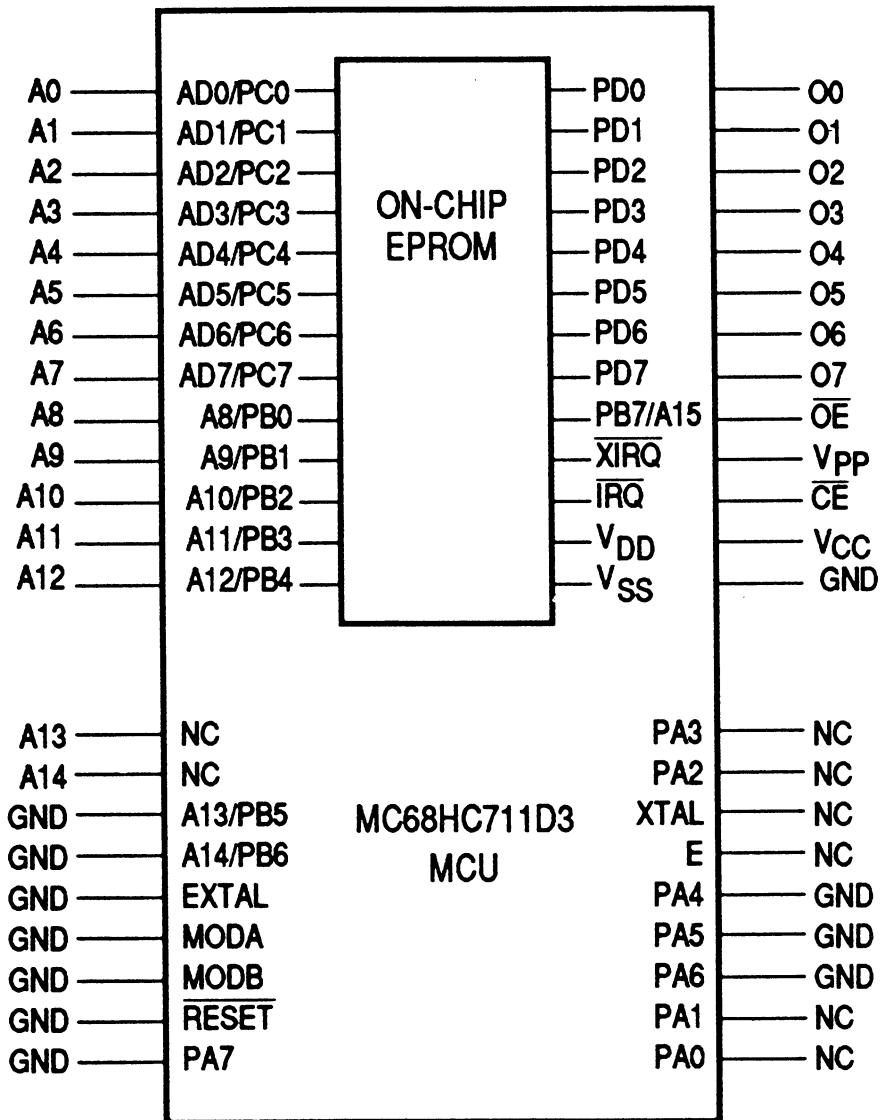 A0 AD0/PC0 PD0 O0
A1 AD1/PC1 PD1 O1
A2 AD2/PC2 PD2 O2
A3 AD3/PC3 ON-CHIP PD3 O3
A4 AD4/PC4 EPROM PD4 O4
A5 AD5/PC5 PD5 O5
A6 AD6/PC6 PD6 O6
A7 AD7/PC7 PD7 O7
A8 A8/PB0 PB7/A15 O̅E̅
A9 A9/PB1 X̅I̅R̅Q̅ VPP
A10 A10/PB2 I̅R̅Q̅ C̅E̅
A11 A11/PB3 VDD VCC
A12 A12/PB4 VSS GND
A13 NC PA3 NC
A14 NC PA2 NC
GND A13/PB5 MC68HC711D3 XTAL NC
GND A14/PB6 MCU E NC
GND EXTAL PA4 GND
GND MODA PA5 GND
GND MODB PA6 GND
GND R̅E̅S̅E̅T̅ PA1 NC
GND PA7 PA0 NC